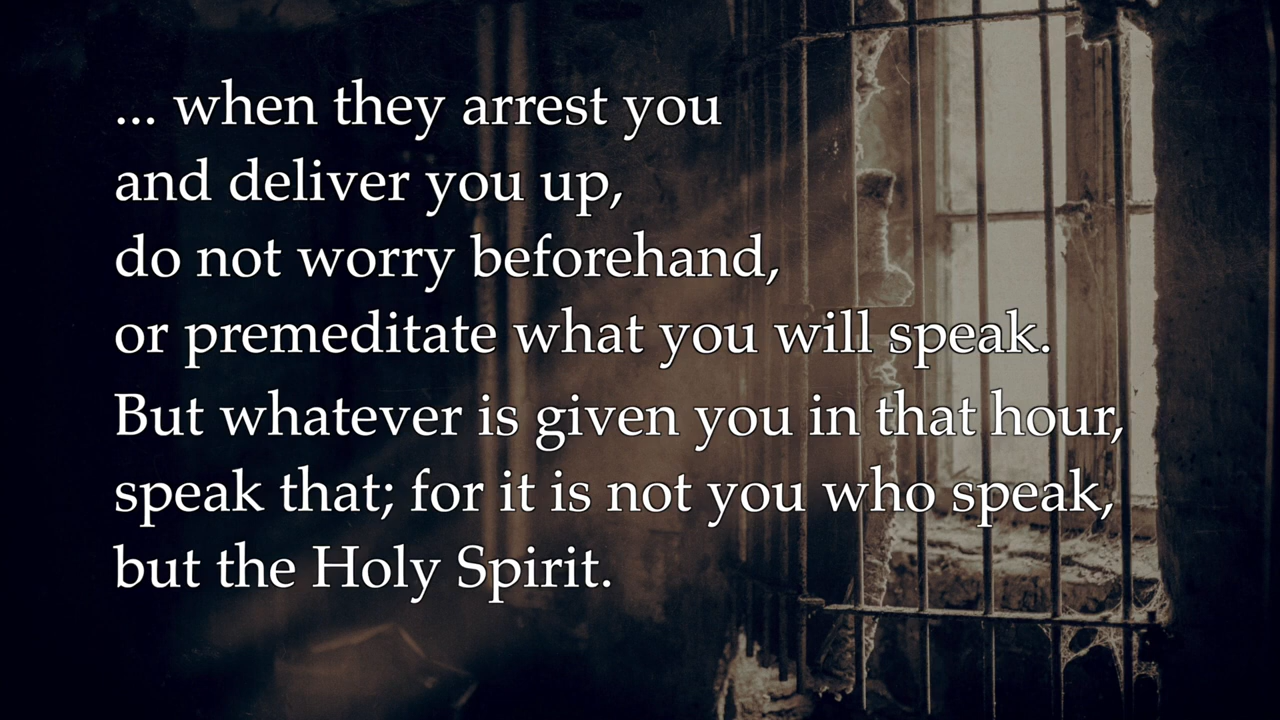 ... when they arrest you
and deliver you up,
do not worry beforehand,
or premeditate what you will speak.
But whatever is given you in that hour,
speak that; for it is not you who speak,
but the Holy Spirit.